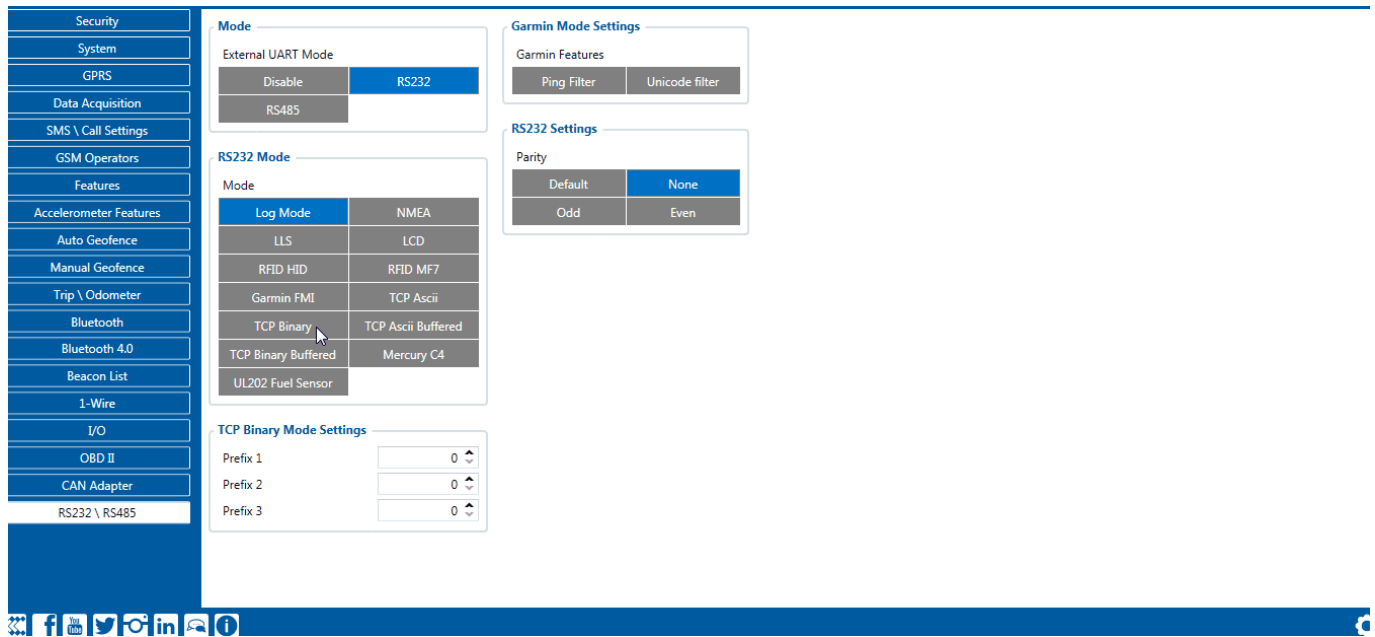 Security
System
GPRS
Data Acquisition
SMS \ Call Settings
GSM Operators
Features
Accelerometer Features
Auto Geofence
Manual Geofence
Trip \ Odometer
Bluetooth
Bluetooth 4.0
Beacon List
1-Wire
I/O
OBD II
CAN Adapter
RS232 \ RS485
Mode
External UART Mode
Disable RS232
RS485
RS232 Mode
Mode
Log Mode NMEA
LLS LCD
RFID HID RFID MF7
Garmin FMI TCP Ascii
TCP Binary TCP Ascii Buffered
TCP Binary Buffered Mercury C4
UL202 Fuel Sensor
TCP Binary Mode Settings
Prefix 1 0
Prefix 2 0
Prefix 3 0
Garmin Mode Settings
Garmin Features
Ping Filter Unicode filter
RS232 Settings
Parity
Default None
Odd Even
f You Tube in i